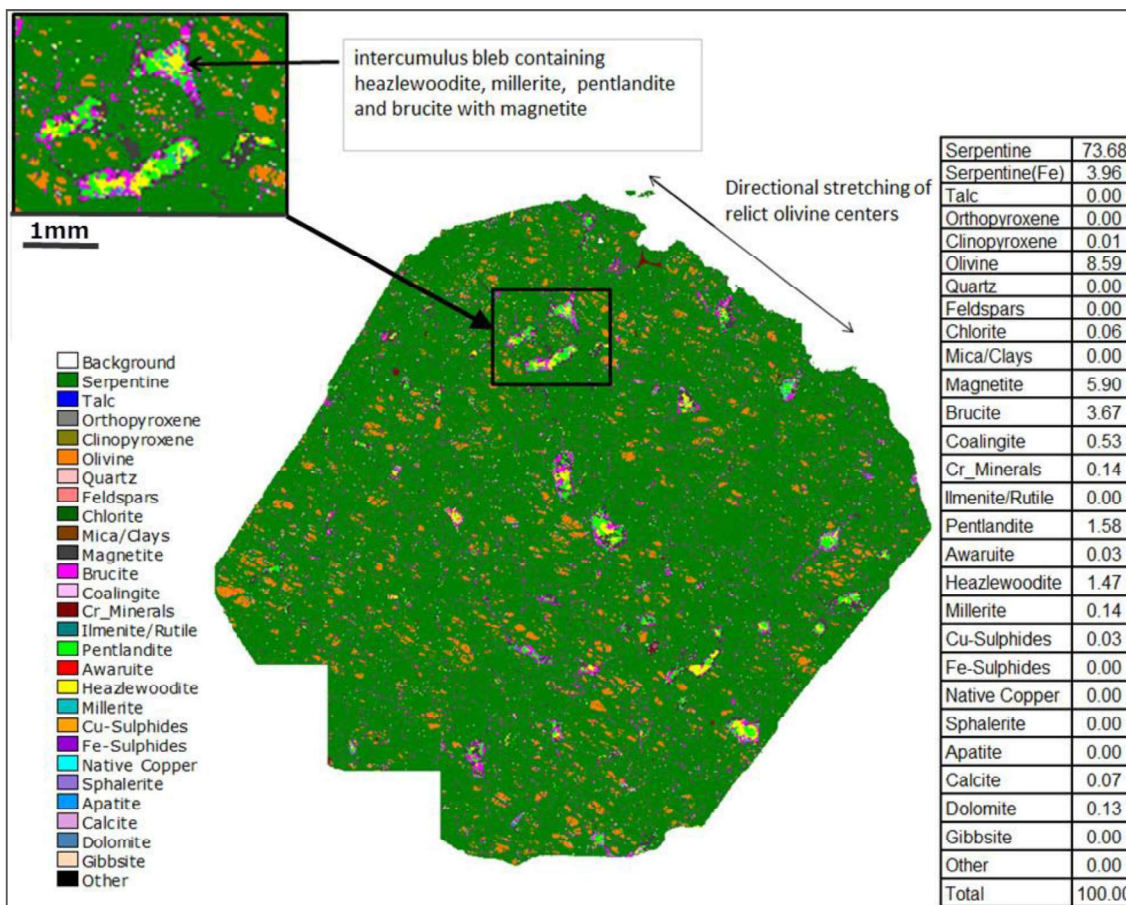 intercumulus bleb containing
heazlewoodite, millerite, pentlandite
and brucite with magnetite
1mm
Directional stretching of
relict olivine centers
Background
Serpentine
Talc
Orthopyroxene
Clinopyroxene
Olivine
Quartz
Feldspars
Chlorite
Mica/Clays
Magnetite
Brucite
Coalingite
Cr_Minerals
Ilmenite/Rutile
Pentlandite
Awaruite
Heazlewoodite
Millerite
Cu-Sulphides
Fe-Sulphides
Native Copper
Sphalerite
Apatite
Calcite
Dolomite
Gibbsite
Other
Serpentine 73.68
Serpentine(Fe) 3.96
Talc 0.00
Orthopyroxene 0.00
Clinopyroxene 0.01
Olivine 8.59
Quartz 0.00
Feldspars 0.00
Chlorite 0.06
Mica/Clays 0.00
Magnetite 5.90
Brucite 3.67
Coalingite 0.53
Cr_Minerals 0.14
Ilmenite/Rutile 0.00
Pentlandite 1.58
Awaruite 0.03
Heazlewoodite 1.47
Millerite 0.14
Cu-Sulphides 0.03
Fe-Sulphides 0.00
Native Copper 0.00
Sphalerite 0.00
Apatite 0.00
Calcite 0.07
Dolomite 0.13
Gibbsite 0.00
Other 0.00
Total 100.00